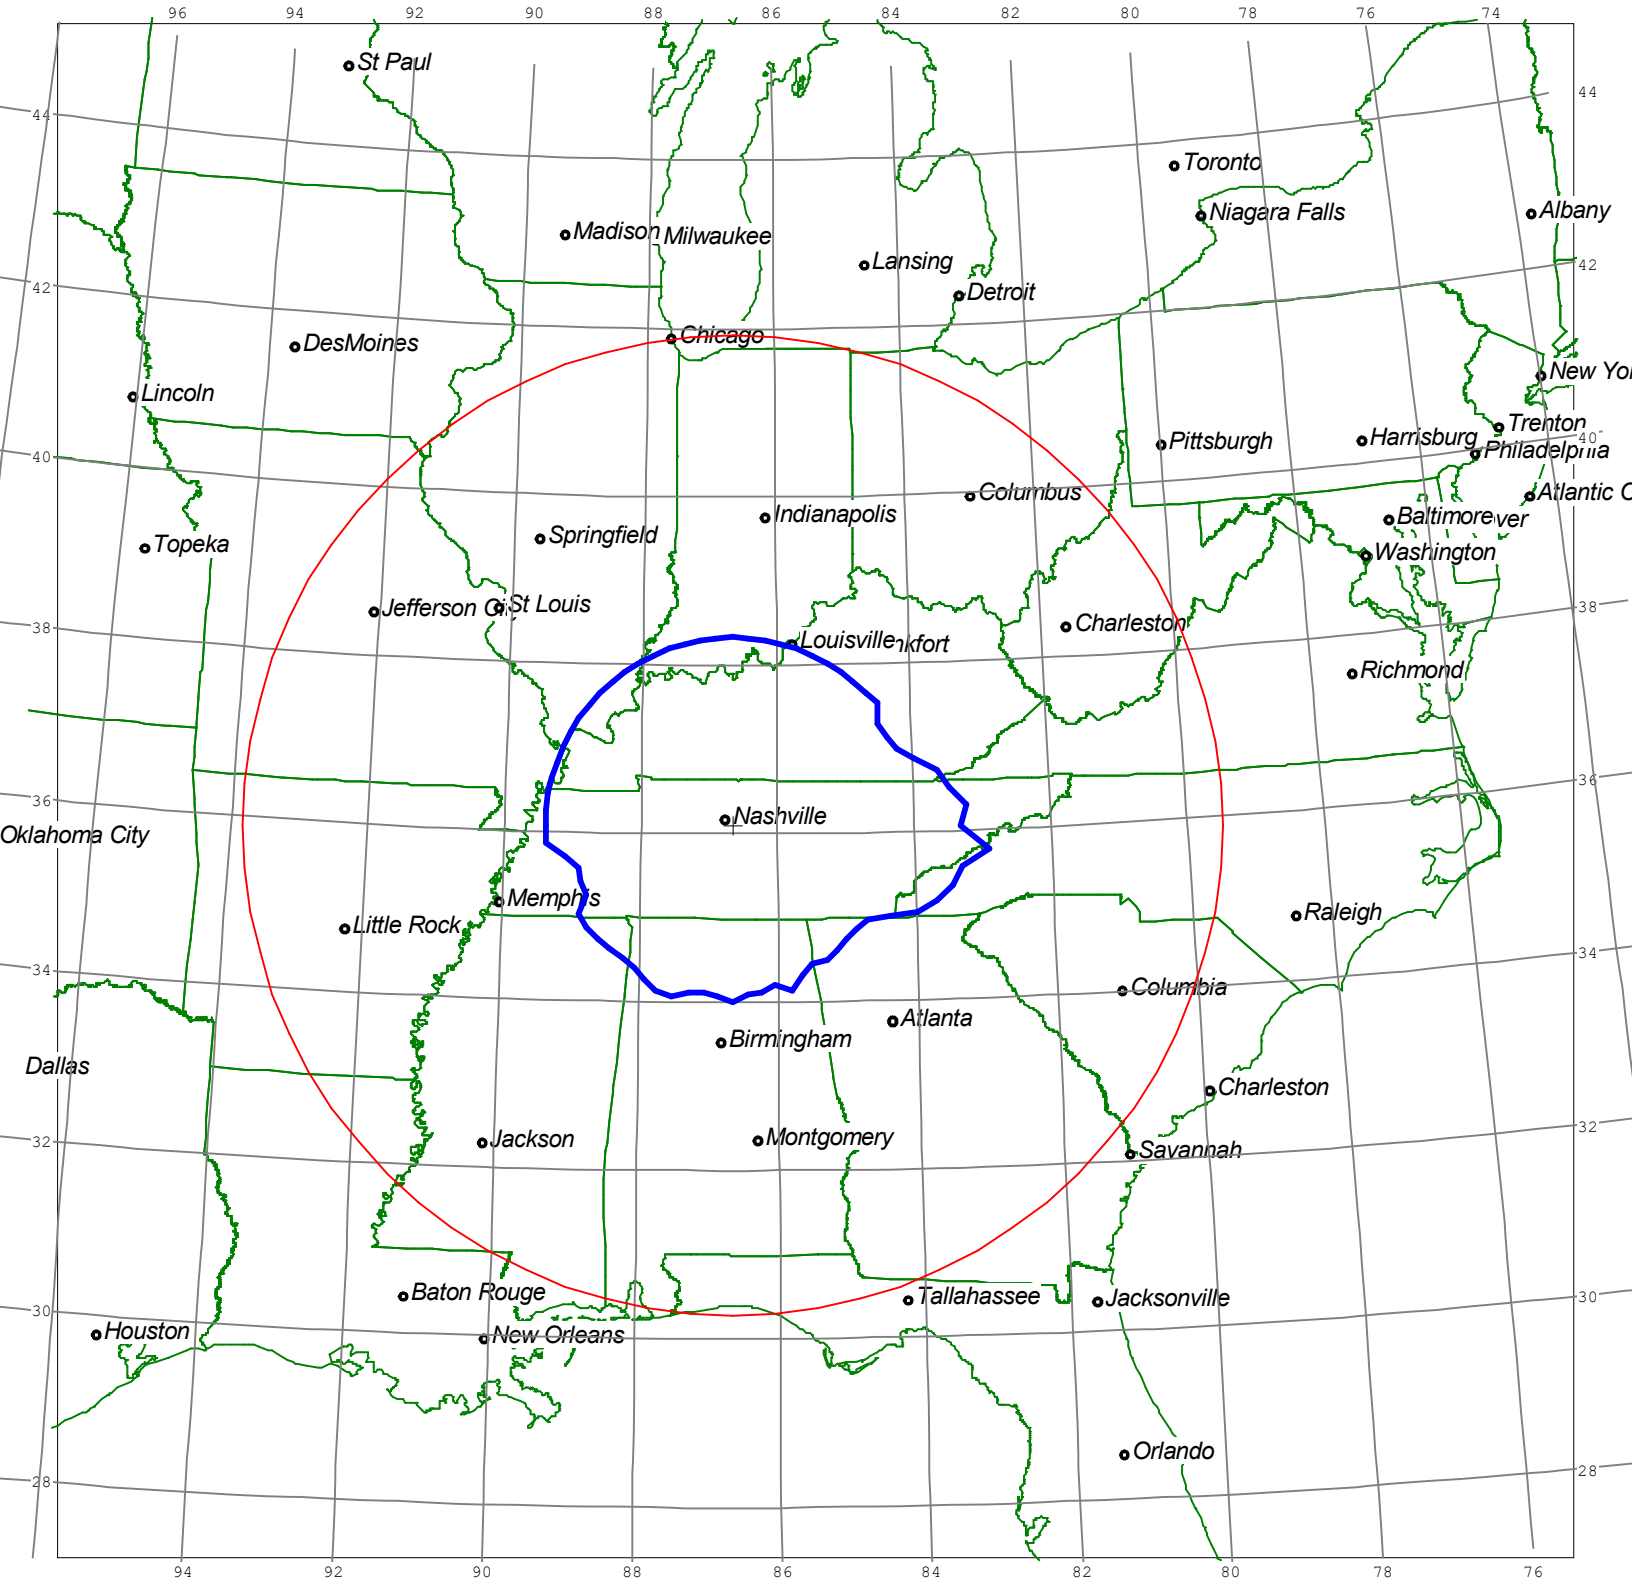 96 94 92 90 88 86 84 82 80 78 76 74
St Paul
44 44
Toronto
Niagara Falls
Albany
Madison
Milwaukee
Lansing
42 42
Detroit
Chicago
DesMoines
New Yo
Lincoln
Trenton
Pittsburgh
Harrisburg
40 40
Philadelphia
Columbus
Atlantic C
Indianapolis
Baltimore ver
Springfield
Topeka
Washington
Jefferson Ci
St Louis
38 38
Charleston
Louisville kfort
Richmond
36 36
Nashville
Oklahoma City
Memphis
Little Rock
Raleigh
34 34
Columbia
Atlanta
Birmingham
Dallas
Charleston
32 32
Jackson
Montgomery
Savannah
30 30
Baton Rouge
Tallahassee
Jacksonville
Houston
New Orleans
Orlando
28 28
94 92 90 88 86 84 82 80 78 76